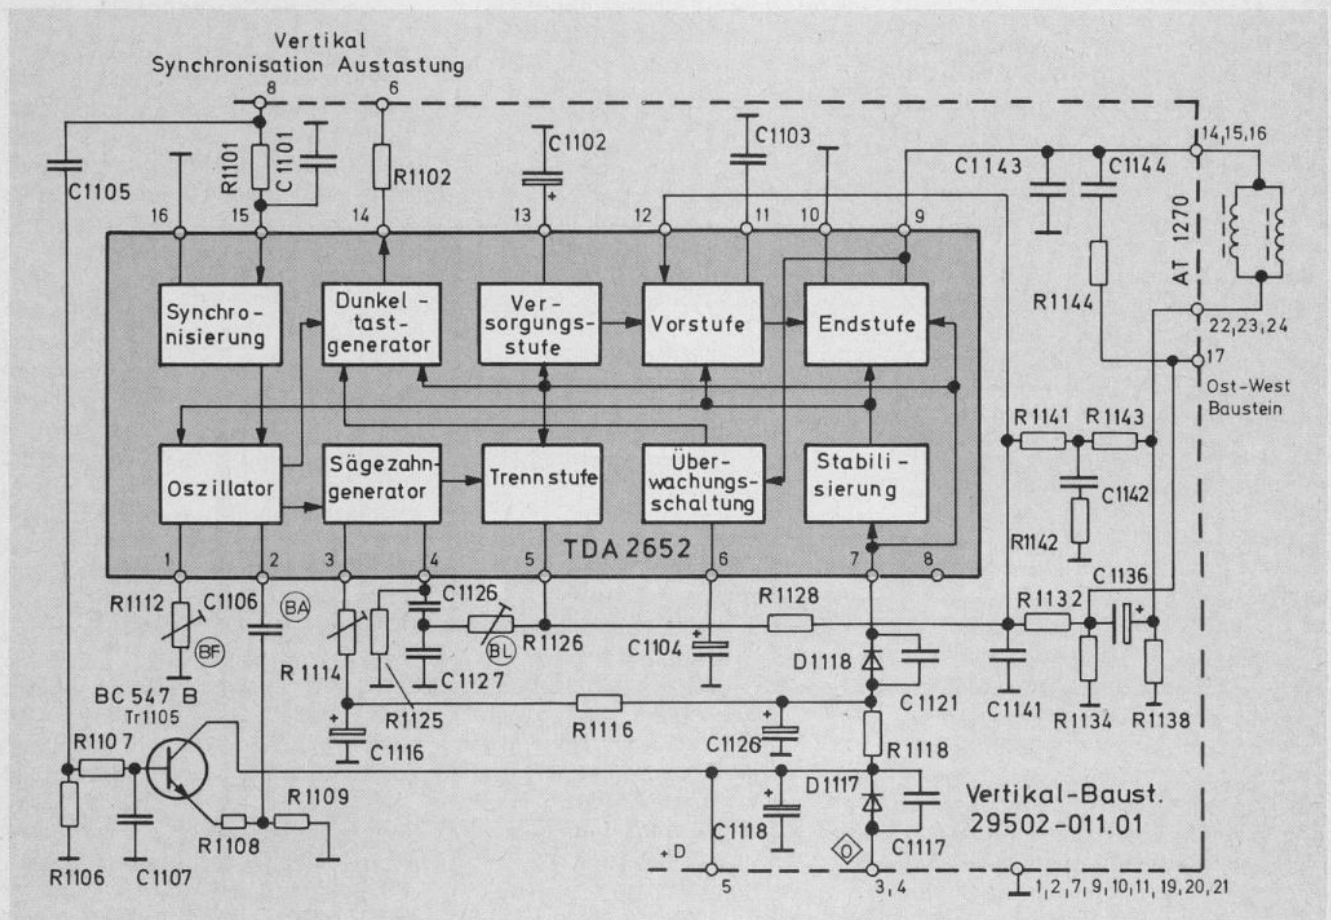 Vertikal
Synchronisation Austastung
8
6
C1105
R1101
C1101
R1102
C1102
+
C1103
C1143
C1144
14,15,16
16
15
14
13
12
11
10
9
AT 1270
R1144
Synchro-
nisierung
Dunkel-
tast-
generator
Ver-
sorgungs-
stufe
Vorstufe
Endstufe
22,23,24
17
Ost-West
Baustein
R1141
R1143
Oszillator
Sägezahn-
generator
Trennstufe
Über-
wachungs-
schaltung
Stabili-
sierung
C1142
R1142
TDA 2652
1
2
3
4
5
6
7
8
R1112
C1106
BA
BF
C1126
R1128
R1132
C1136
+
BL
R1126
C1104
+
D1118
R1114
C1127
C1121
BC 547 B
Tr1105
R1125
C1141
R1134
R1138
+
C1116
R1116
C1126
+
R1118
R1107
D1117
R1109
C1118
+
Vertikal-Baust.
29502-011.01
R1108
0
C1117
R1106
C1107
+D
5
3,4
1,2,7,9,10,11,19,20,21